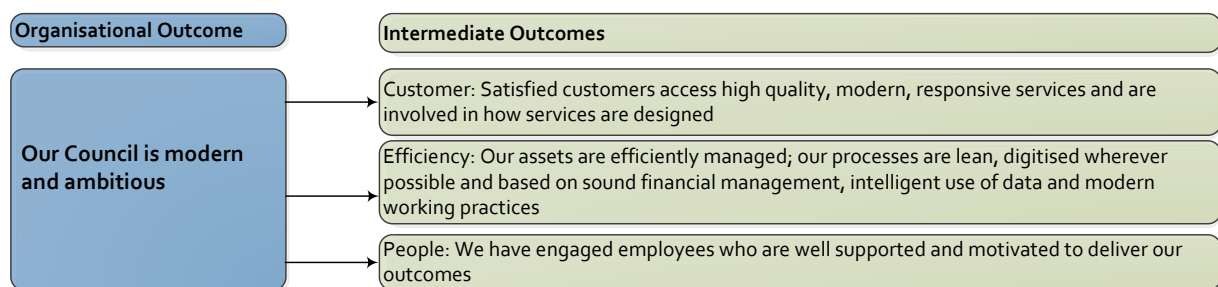 Organisational Outcome
Intermediate Outcomes
Our Council is modern
and ambitious
Customer: Satisfied customers access high quality, modern, responsive services and are
involved in how services are designed
Efficiency: Our assets are efficiently managed; our processes are lean, digitised wherever
possible and based on sound financial management, intelligent use of data and modern
working practices
People: We have engaged employees who are well supported and motivated to deliver our
outcomes